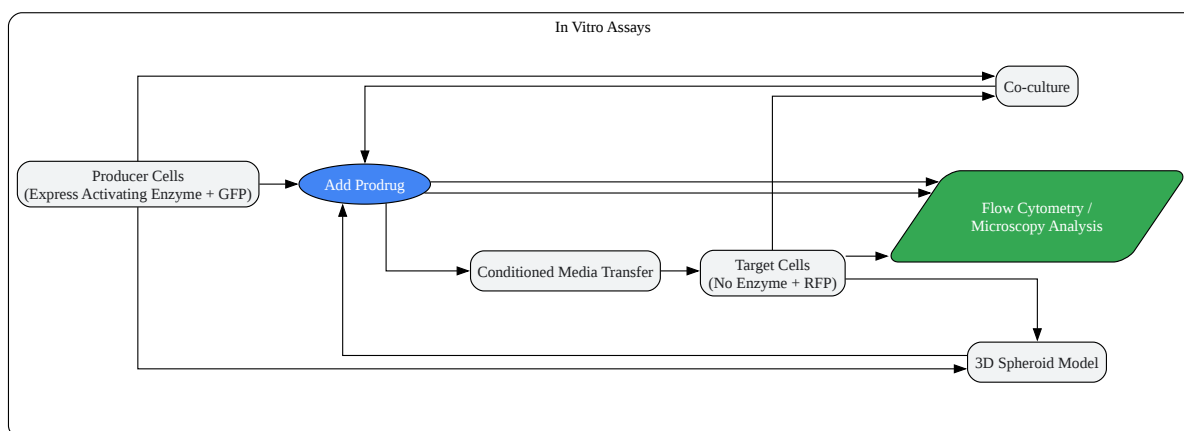 In Vitro Assays
Co-culture
Producer Cells
(Express Activating Enzyme + GFP)
Add Prodrug
Flow Cytometry /
Microscopy Analysis
Conditioned Media Transfer
Target Cells
(No Enzyme + RFP)
3D Spheroid Model